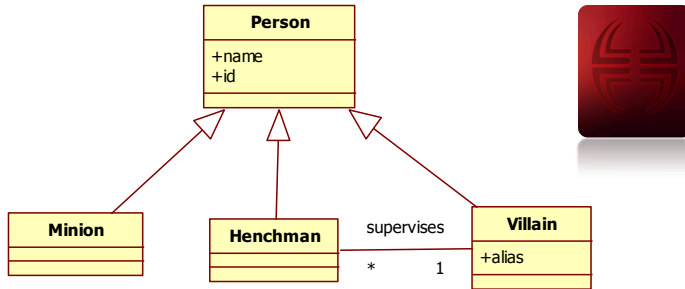 Person
+name
+id
Minion
Henchman
supervises
* 1
Villain
+alias